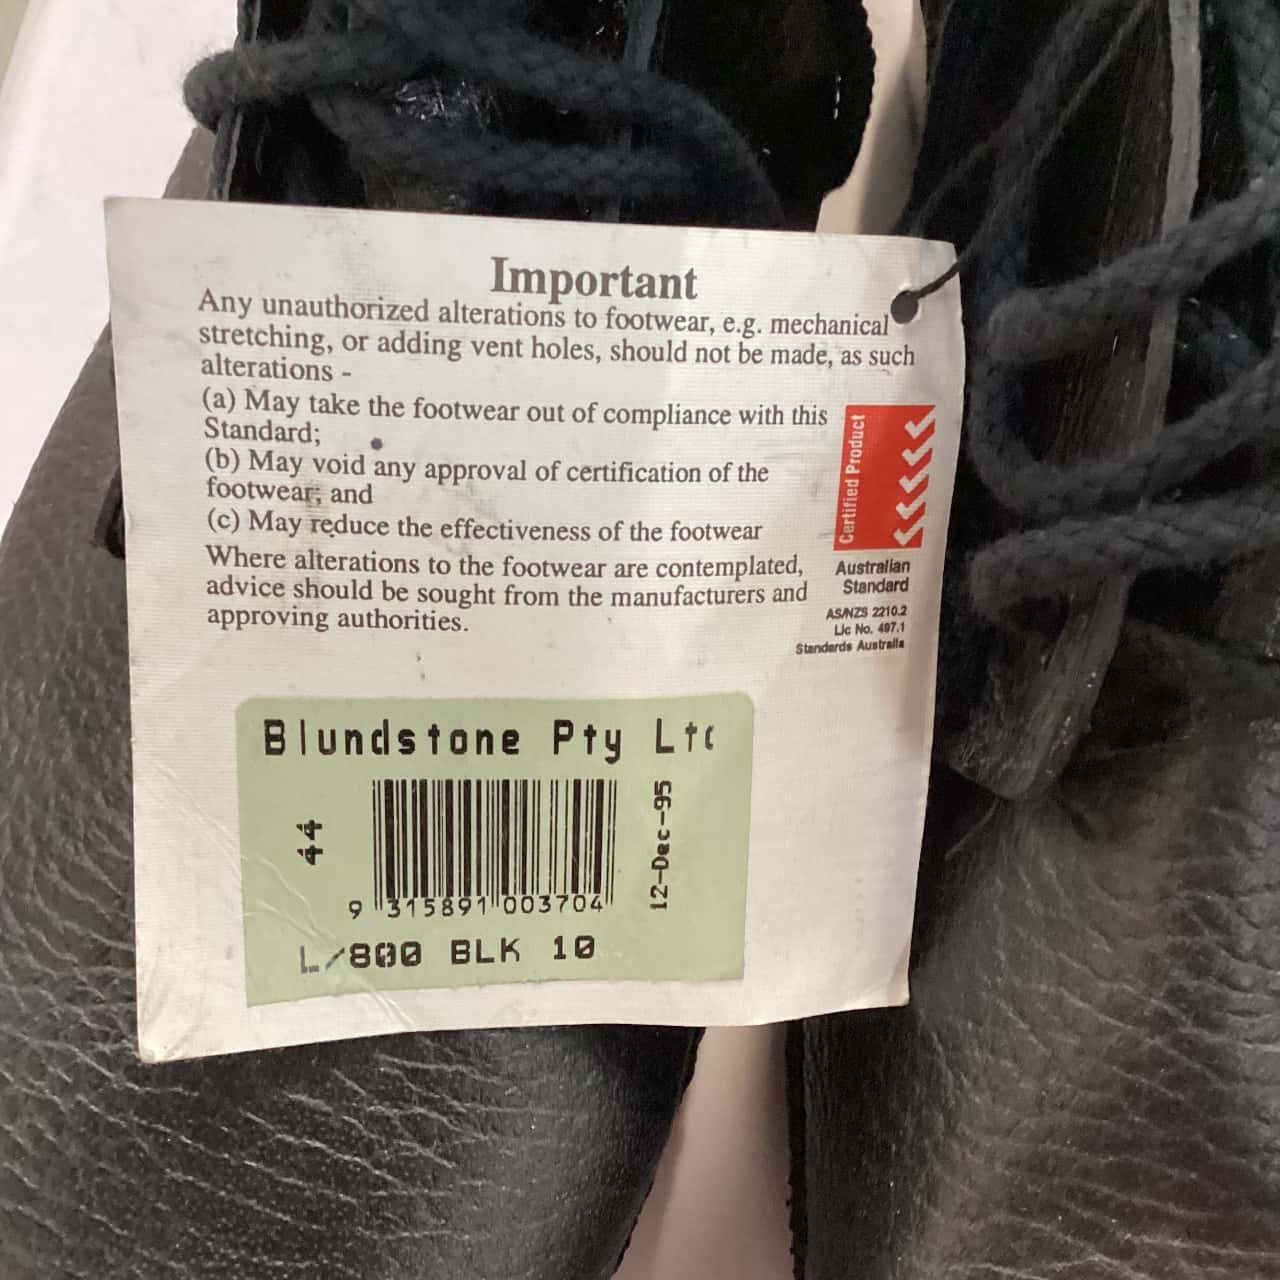 Important
Any unauthorized alterations to footwear, e.g. mechanical
stretching, or adding vent holes, should not be made, as such
alterations -
(a) May take the footwear out of compliance with this
Standard;
(b) May void any approval of certification of the
footwear; and
(c) May reduce the effectiveness of the footwear
Where alterations to the footwear are contemplated,
advice should be sought from the manufacturers and
approving authorities.
Certified Product
Australian
Standard
AS/NZS 2210.2
Lic No. 497.1
Standards Australia
Blundstone Pty Ltd
44
12-Dec-95
9 315891 003704
L/800 BLK 10